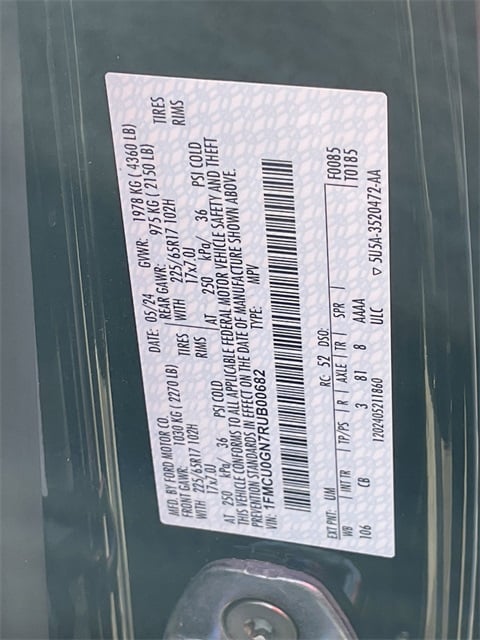 MFD. BY FORD MOTOR CO.
DATE: 05/24 GVWR: 1978 KG ( 4360 LB)
FRONT GAWR: 1030 KG ( 2270 LB) REAR GAWR: 975 KG ( 2150 LB)
WITH 225/65R17 102H TIRES WITH 225/65R17 102H TIRES
17x7.0J RIMS 17x7.0J RIMS
AT 250 kPa/ 36 PSI COLD AT 250 kPa/ 36 PSI COLD
THIS VEHICLE CONFORMS TO ALL APPLICABLE FEDERAL MOTOR VEHICLE SAFETY AND THEFT
PREVENTION STANDARDS IN EFFECT ON THE DATE OF MANUFACTURE SHOWN ABOVE.
VIN: 1FMCU0GN7RUB00682 TYPE: MPV
F0085
T0185
EXT PNT: UM RC: 52 DSO:
WB INT TR TP/PS R AXLE TR SPR
106 CB 3 81 8 AAAA
120240521 1860 ULC
▽ 5U5A-3520472-AA